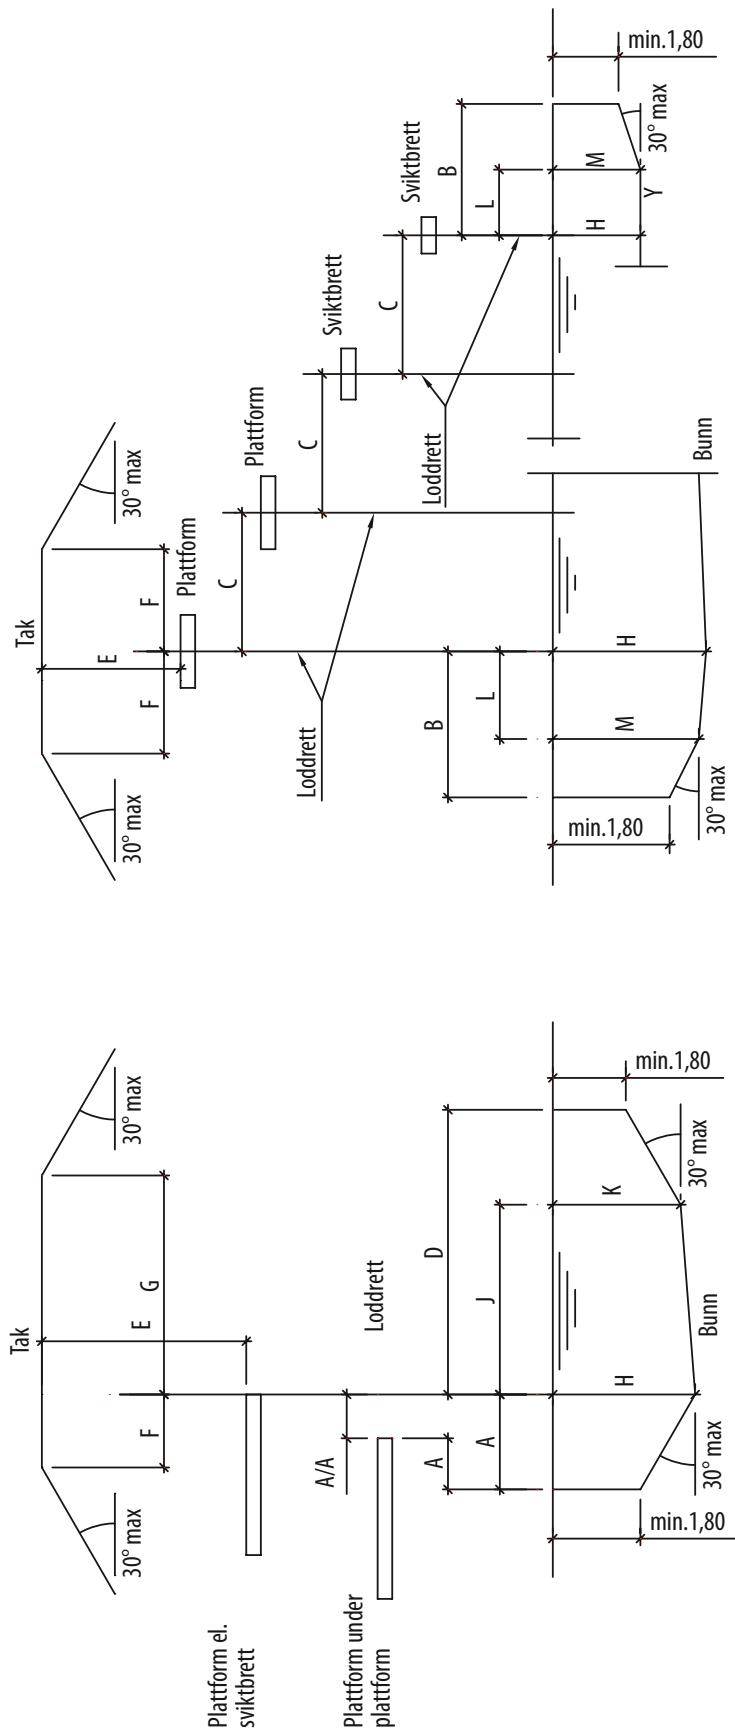 Tak
30° max
30° max
F
E
G
Plattform el.
sviktbrett
Plattform under
plattform
A/A
A
Loddrett
D
A
J
H
K
min.1,80
30° max
Bunn
30° max
min.1,80
Tak
30° max
30° max
F
E
F
Plattform
C
Plattform
C
Sviktbrett
C
Sviktbrett
Loddrett
Loddrett
B
L
B
L
min.1,80
30° max
M
H
Bunn
H
M
Y
30° max
min.1,80